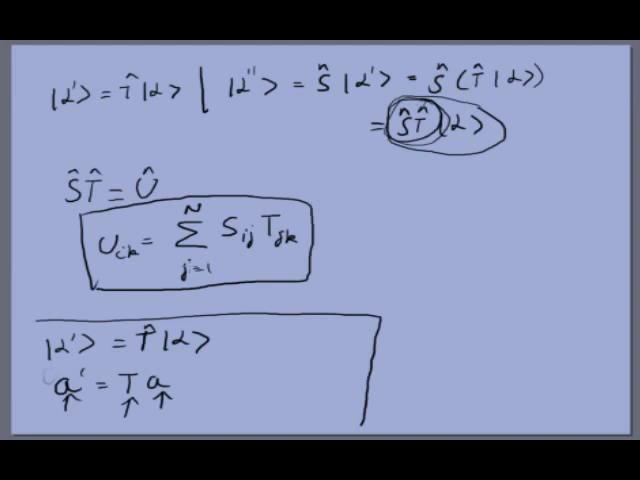 |α'> = T̂|α> | |α''> = Ŝ|α'> = Ŝ(T̂|α>)
= ŜT̂|α>
ŜT̂ = Û
U_ik = Σ_{j=1}^{N} S_ij T_jk
|α'> = T̂|α>
a' = T a